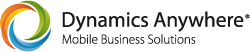 Dynamics Anywhere®
Mobile Business Solutions